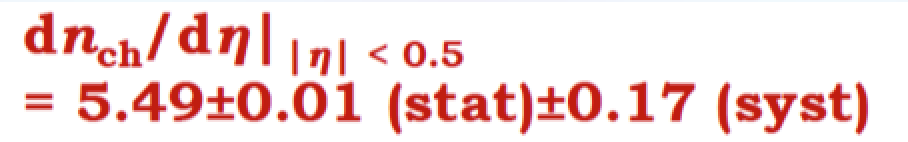 dn_ch/dη| |η| < 0.5
= 5.49±0.01 (stat)±0.17 (syst)